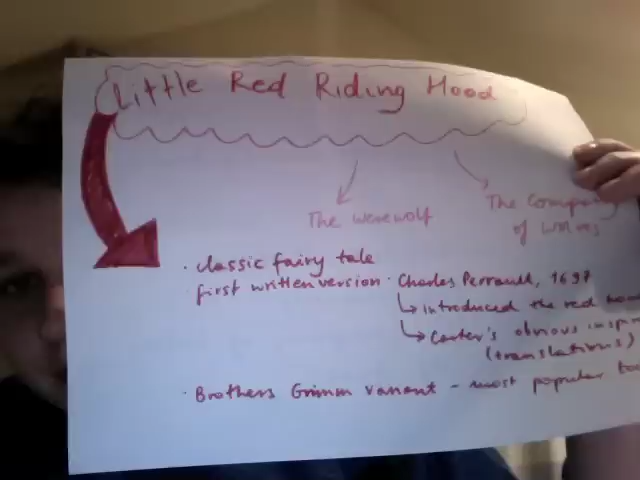 Little Red Riding Hood
The Werewolf
The Company
of Wolves
· classic fairy tale
first written version · Charles Perrault, 1697
↳ introduced the red
↳ Carter's obvious
(translations)
· Brothers Grimm variant - most popular